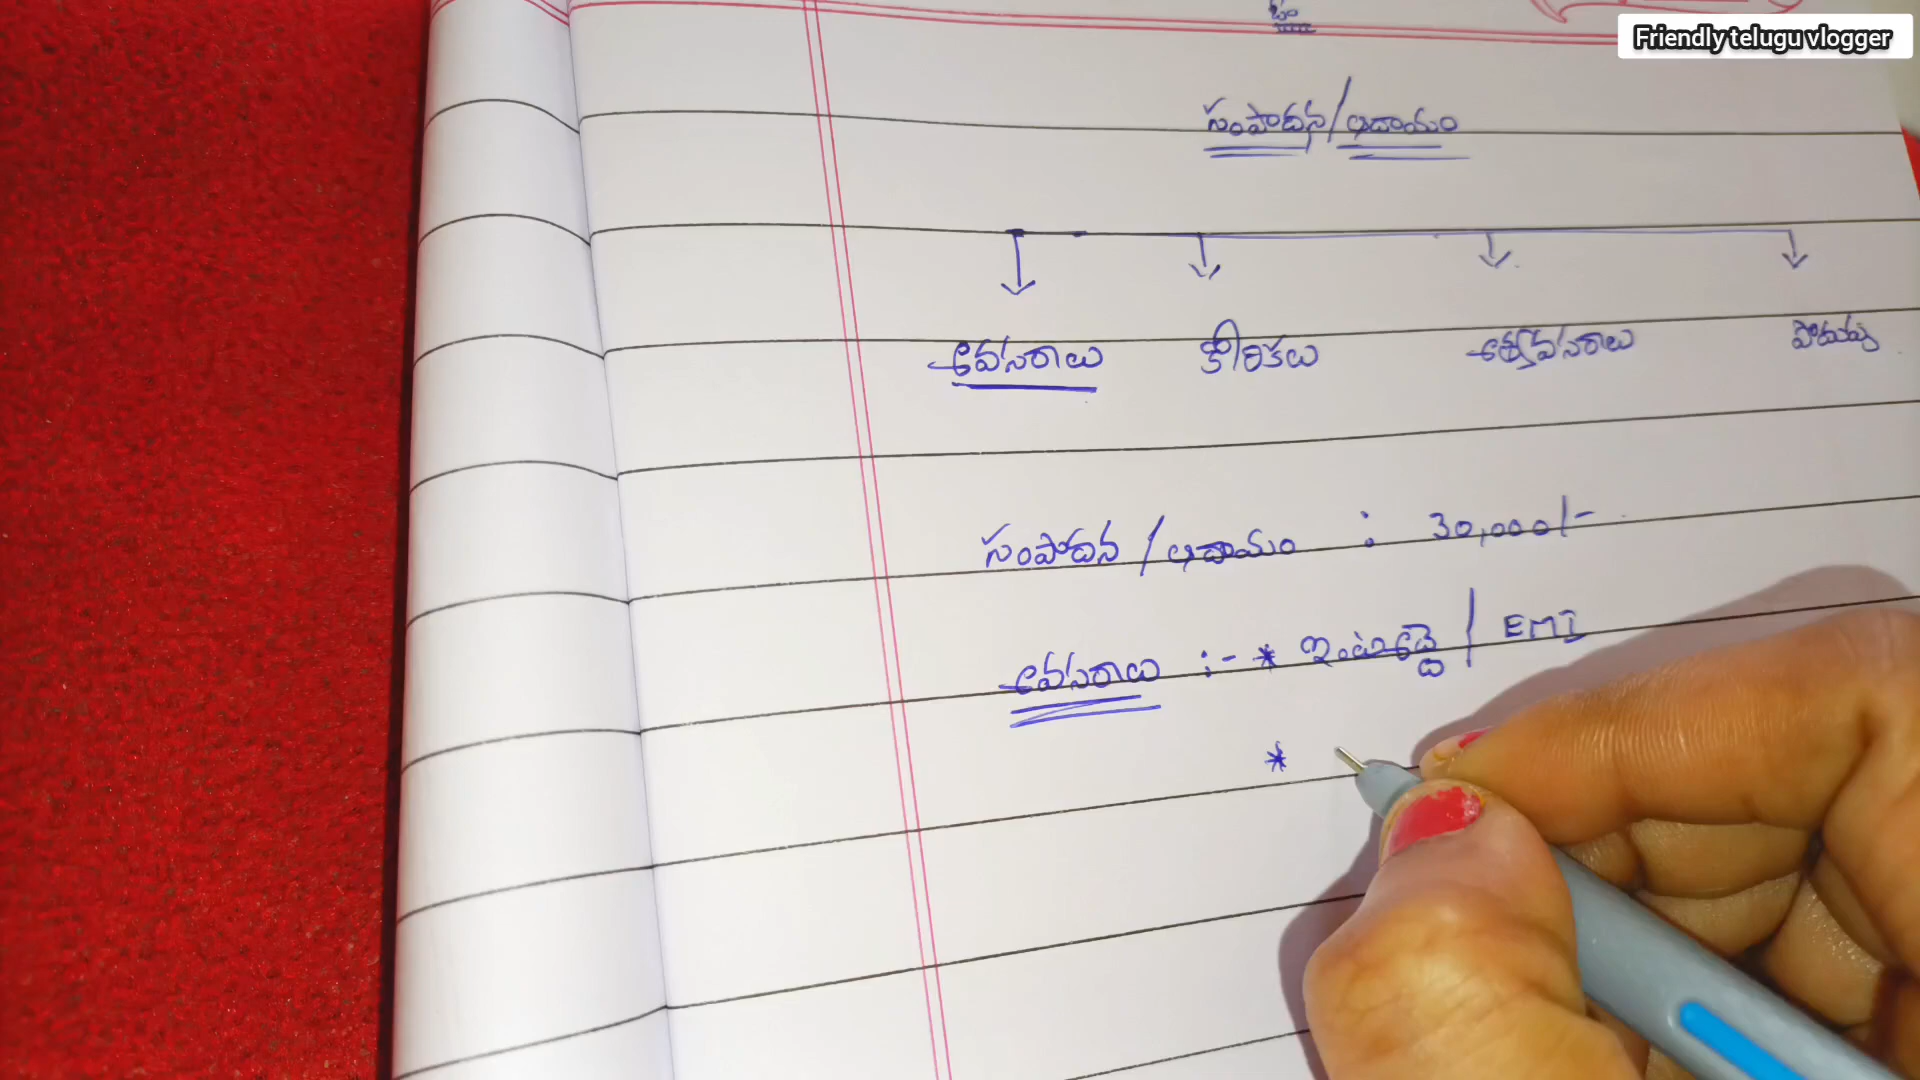 Friendly telugu vlogger
ఓం
సంపాదన/ఆదాయం
అవసరాలు కోరికలు అత్యవసరాలు పొదుపు
సంపాదన / ఆదాయం : 30,000/-
అవసరాలు :- * ఇంటి అద్దె / EMI
*